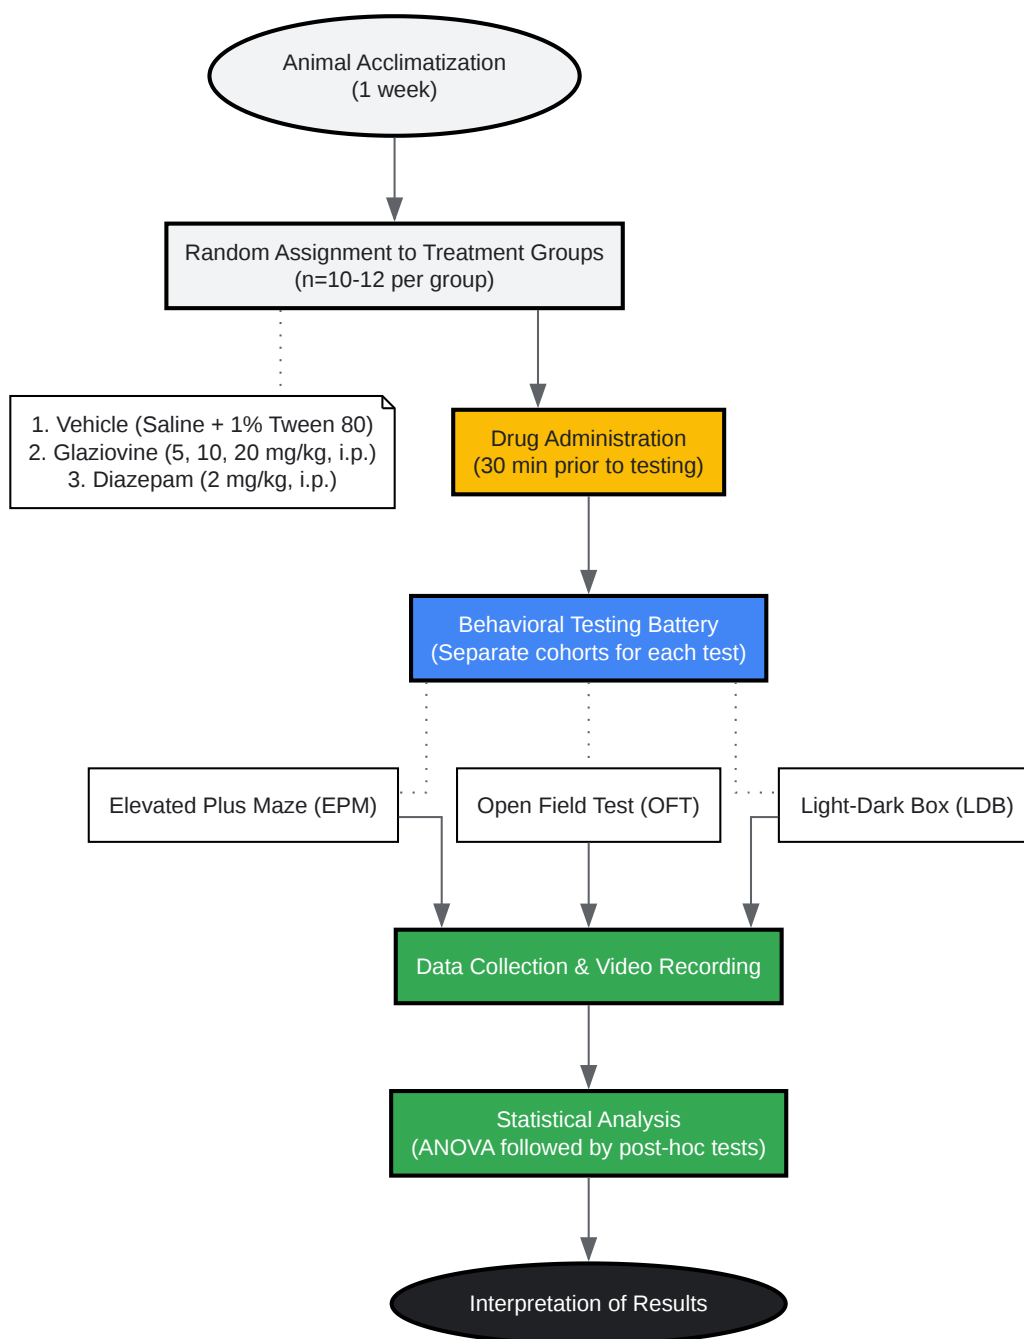 Animal Acclimatization
(1 week)
Random Assignment to Treatment Groups
(n=10-12 per group)
1. Vehicle (Saline + 1% Tween 80)
2. Glaziovine (5, 10, 20 mg/kg, i.p.)
3. Diazepam (2 mg/kg, i.p.)
Drug Administration
(30 min prior to testing)
Behavioral Testing Battery
(Separate cohorts for each test)
Elevated Plus Maze (EPM)
Open Field Test (OFT)
Light-Dark Box (LDB)
Data Collection & Video Recording
Statistical Analysis
(ANOVA followed by post-hoc tests)
Interpretation of Results